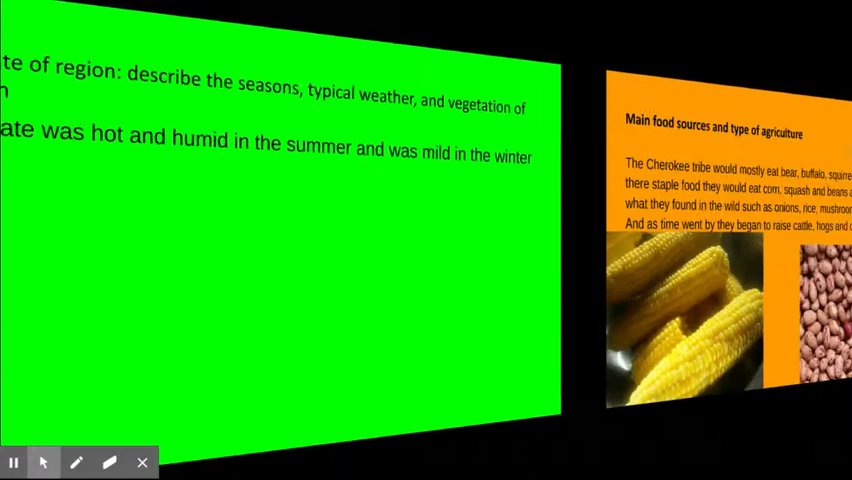 te of region: describe the seasons, typical weather, and vegetation of
n
ate was hot and humid in the summer and was mild in the winter
Main food sources and type of agriculture
The Cherokee tribe would mostly eat bear, buffalo, squirre
there staple food they would eat corn, squash and beans a
what they found in the wild such as onions, rice, mushroom
And as time went by they began to raise cattle, hogs and c